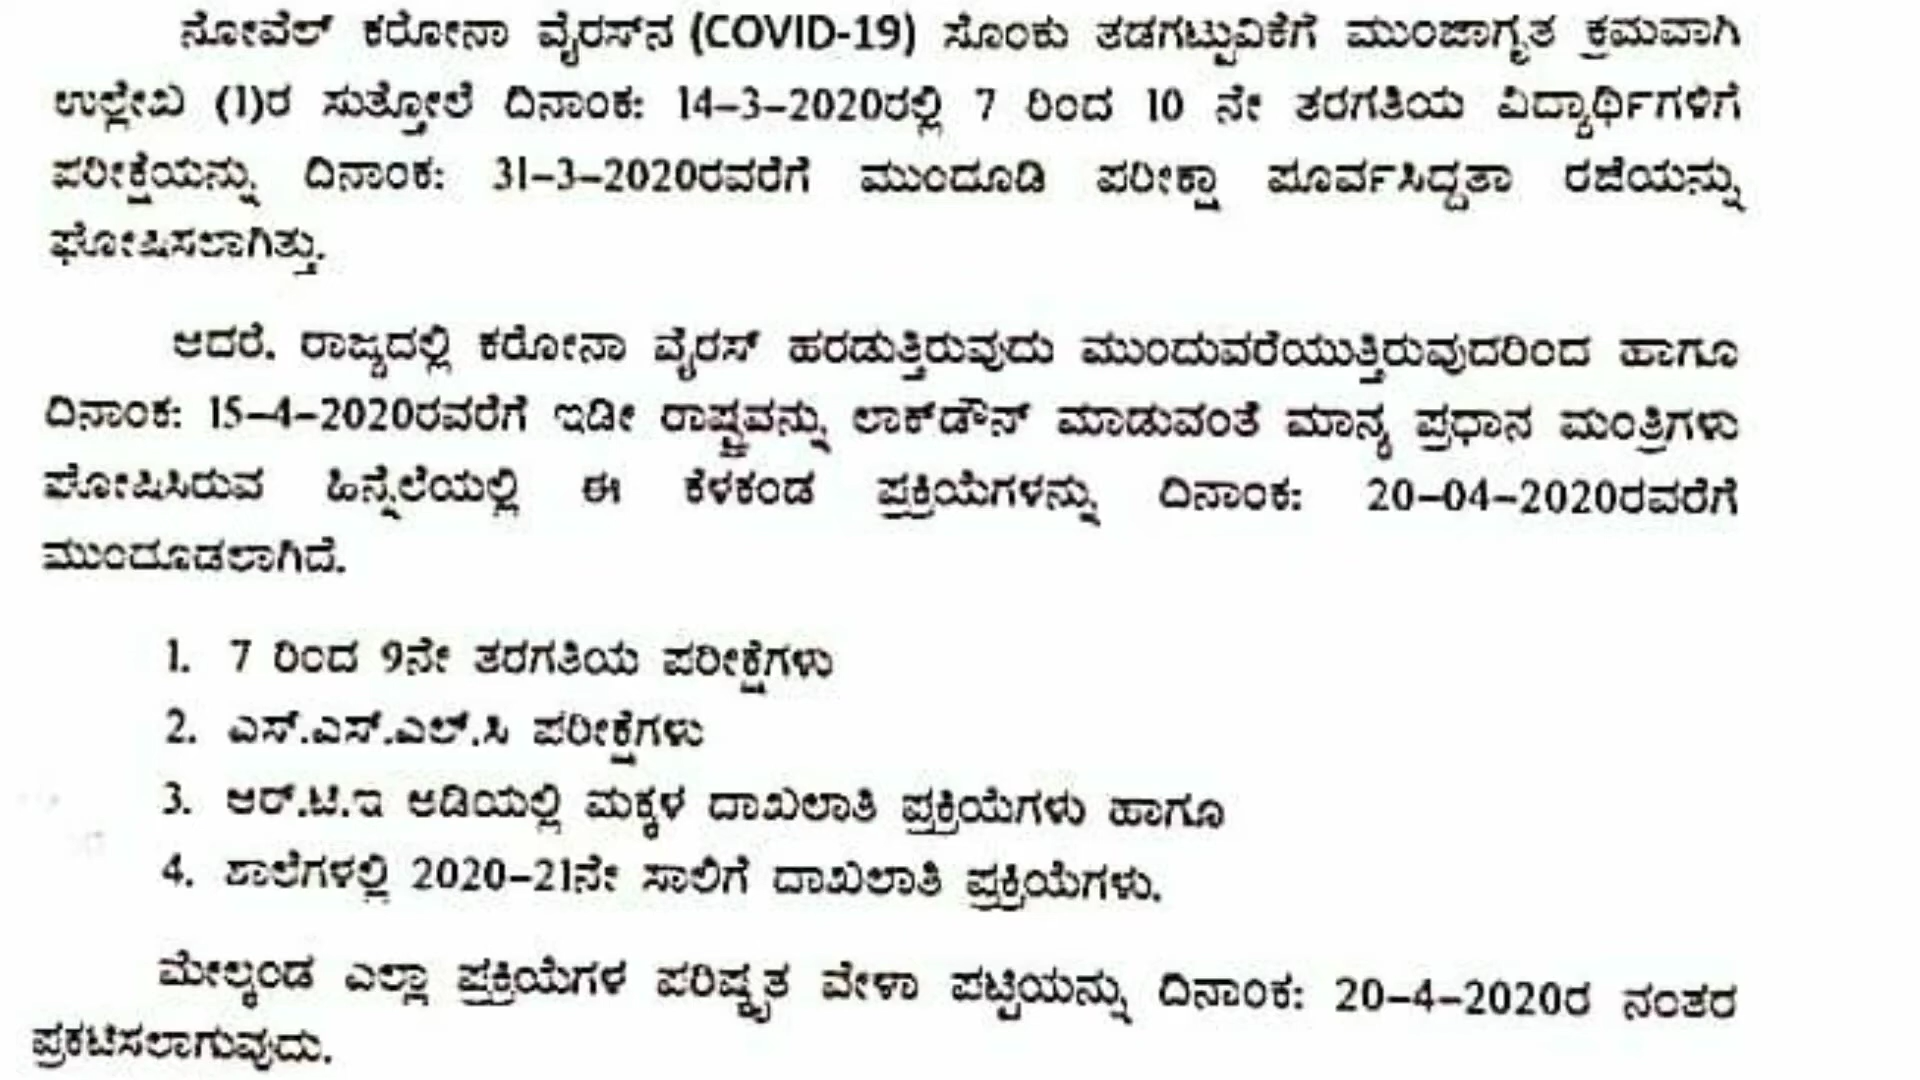 ನೋವೆಲ್ ಕರೋನಾ ವೈರಸ್‌ನ (COVID-19) ಸೊಂಕು ತಡಗಟ್ಟುವಿಕೆಗೆ ಮುಂಜಾಗೃತ ಕ್ರಮವಾಗಿ
ಉಲ್ಲೇಖ (1)ರ ಸುತ್ತೋಲೆ ದಿನಾಂಕ: 14-3-2020ರಲ್ಲಿ 7 ರಿಂದ 10 ನೇ ತರಗತಿಯ ವಿದ್ಯಾರ್ಥಿಗಳಿಗೆ
ಪರೀಕ್ಷೆಯನ್ನು ದಿನಾಂಕ: 31-3-2020ರವರೆಗೆ ಮುಂದೂಡಿ ಪರೀಕ್ಷಾ ಪೂರ್ವಸಿದ್ದತಾ ರಜೆಯನ್ನು
ಘೋಷಿಸಲಾಗಿತ್ತು.
ಆದರೆ, ರಾಜ್ಯದಲ್ಲಿ ಕರೋನಾ ವೈರಸ್ ಹರಡುತ್ತಿರುವುದು ಮುಂದುವರೆಯುತ್ತಿರುವುದರಿಂದ ಹಾಗೂ
ದಿನಾಂಕ: 15-4-2020ರವರೆಗೆ ಇಡೀ ರಾಷ್ಟ್ರವನ್ನು ಲಾಕ್‌ಡೌನ್ ಮಾಡುವಂತೆ ಮಾನ್ಯ ಪ್ರಧಾನ ಮಂತ್ರಿಗಳು
ಘೋಷಿಸಿರುವ ಹಿನ್ನೆಲೆಯಲ್ಲಿ ಈ ಕೆಳಕಂಡ ಪ್ರಕ್ರಿಯೆಗಳನ್ನು ದಿನಾಂಕ: 20-04-2020ರವರೆಗೆ
ಮುಂದೂಡಲಾಗಿದೆ.
1. 7 ರಿಂದ 9ನೇ ತರಗತಿಯ ಪರೀಕ್ಷೆಗಳು
2. ಎಸ್.ಎಸ್.ಎಲ್.ಸಿ ಪರೀಕ್ಷೆಗಳು
3. ಆರ್.ಟಿ.ಇ ಅಡಿಯಲ್ಲಿ ಮಕ್ಕಳ ದಾಖಲಾತಿ ಪ್ರಕ್ರಿಯೆಗಳು ಹಾಗೂ
4. ಶಾಲೆಗಳಲ್ಲಿ 2020-21ನೇ ಸಾಲಿಗೆ ದಾಖಲಾತಿ ಪ್ರಕ್ರಿಯೆಗಳು.
ಮೇಲ್ಕಂಡ ಎಲ್ಲಾ ಪ್ರಕ್ರಿಯೆಗಳ ಪರಿಷ್ಕೃತ ವೇಳಾ ಪಟ್ಟಿಯನ್ನು ದಿನಾಂಕ: 20-4-2020ರ ನಂತರ
ಪ್ರಕಟಿಸಲಾಗುವುದು.